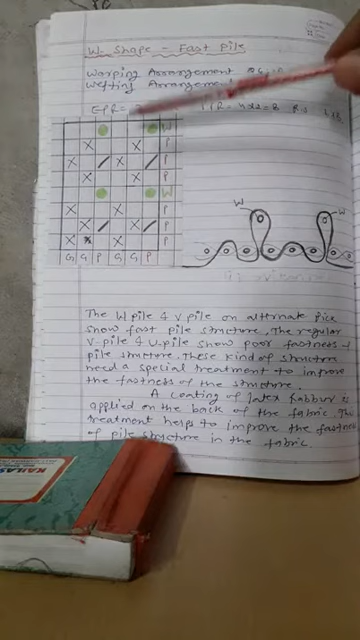 W- Shape - Fast Pile
Warping Arrangement
Wefting Arrangement
EPR=
W
P
P
P
W
P
P
P
G G P G G P
W
W
The W pile & V pile on alternate pice
show fast pile structure. The regular
V-pile & U.pile show poor fastness of
pile structure. These kind of structure
need a special treatment to improve
the fastness of the structure.
A coating of latex Rabbur is
applied on the back of the fabric. This
treatment helps to improve the fastness
of pile structure in the fabric.
KAILAS